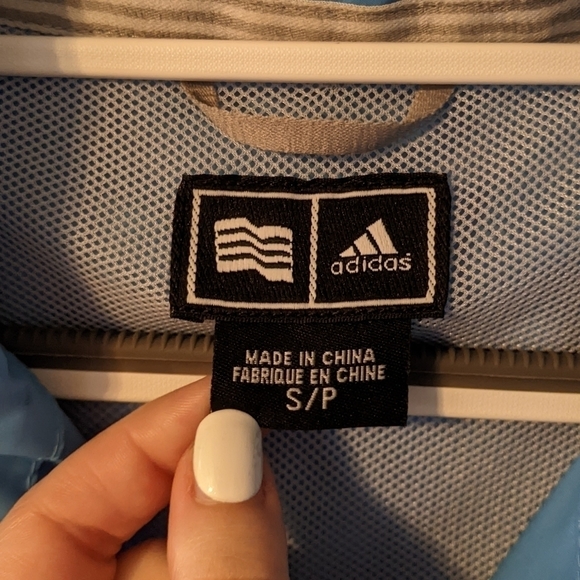 adidas
MADE IN CHINA
FABRIQUE EN CHINE
S/P